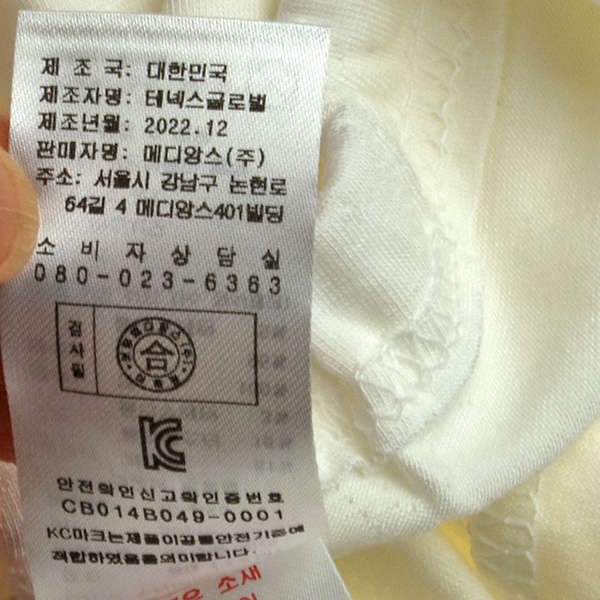 제 조 국: 대한민국
제조자명: 테넥스글로벌
제조년월: 2022.12
판매자명: 메디앙스(주)
주소: 서울시 강남구 논현로
64길 4 메디앙스401빌딩
소 비 자 상 담 실
080-023-6363
검사필
合
안전확인신고확인증번호
CB014B049-0001
KC마크는제품이공통안전기준에
적합하였음을의미합니다.
소재